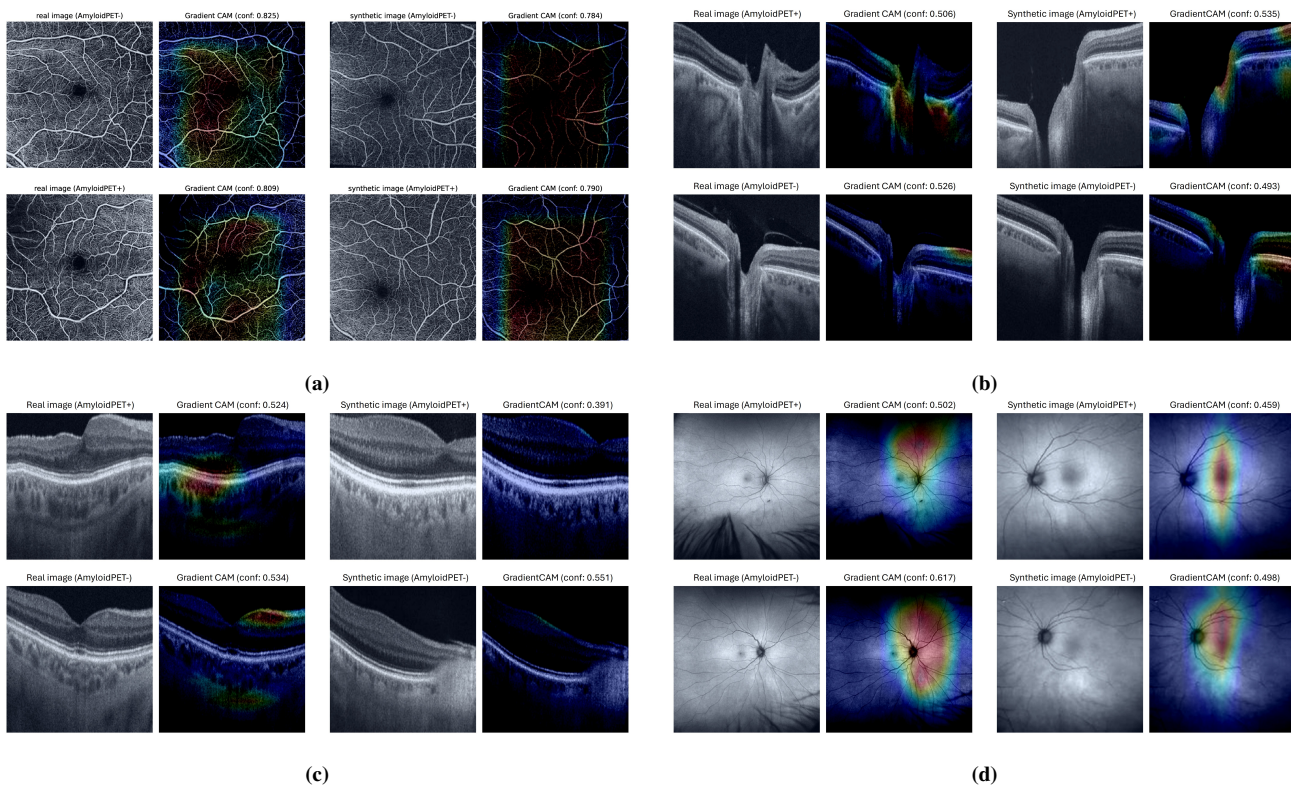 real image (AmyloidPET-) Gradient CAM (conf: 0.825) synthetic image (AmyloidPET-) Gradient CAM (conf: 0.784)
real image (AmyloidPET+) Gradient CAM (conf: 0.809) synthetic image (AmyloidPET+) Gradient CAM (conf: 0.790)
(a)
Real image (AmyloidPET+) Gradient CAM (conf: 0.506) Synthetic image (AmyloidPET+) GradientCAM (conf: 0.535)
Real Image (AmyloidPET-) Gradient CAM (conf: 0.526) Synthetic Image (AmyloidPET-) GradientCAM (conf: 0.493)
(b)
Real image (AmyloidPET+) Gradient CAM (conf: 0.524) Synthetic image (AmyloidPET+) GradientCAM (conf: 0.391)
Real Image (AmyloidPET-) Gradient CAM (conf: 0.534) Synthetic Image (AmyloidPET-) GradientCAM (conf: 0.551)
(c)
Real image (AmyloidPET+) Gradient CAM (conf: 0.502) Synthetic image (AmyloidPET+) GradientCAM (conf: 0.459)
Real Image (AmyloidPET-) Gradient CAM (conf: 0.617) Synthetic Image (AmyloidPET-) GradientCAM (conf: 0.498)
(d)